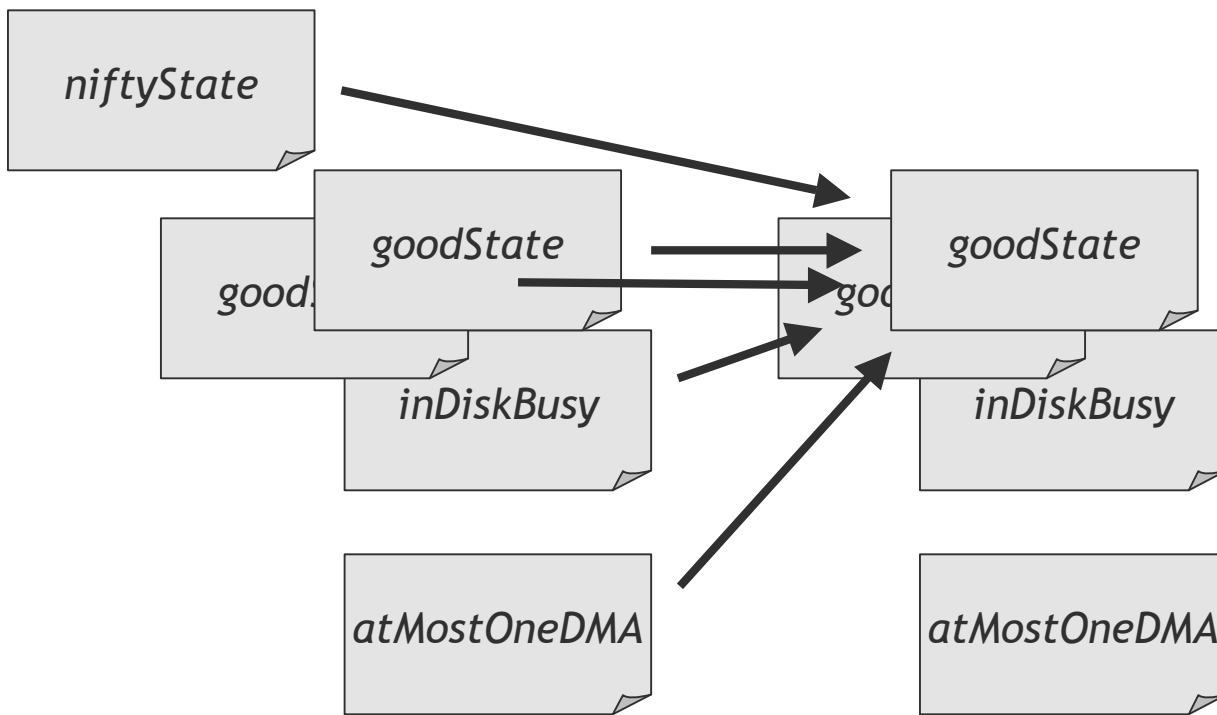 niftyState
goodState
goodState
inDiskBusy
inDiskBusy
atMostOneDMA
atMostOneDMA